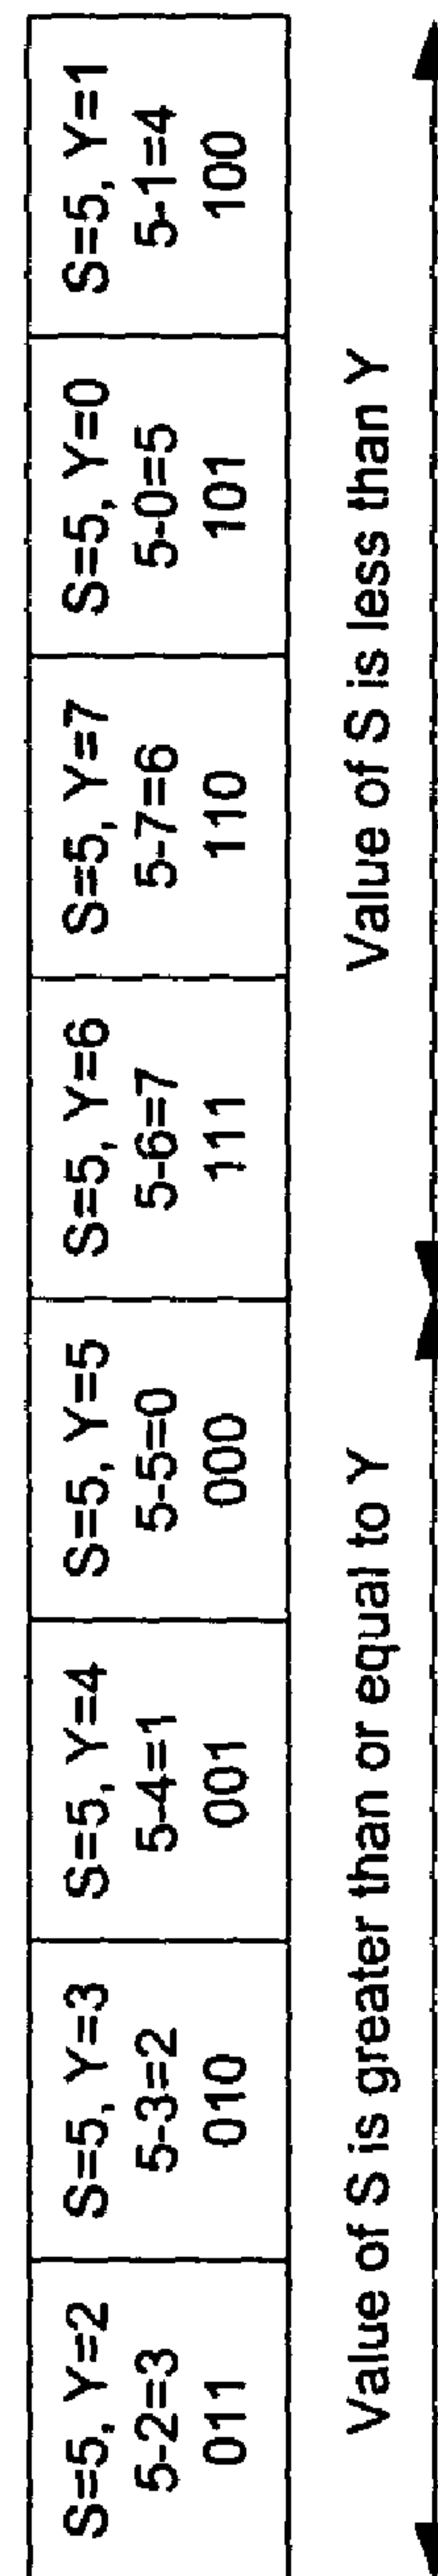 S=5, Y=2
5-2=3
011
S=5, Y=3
5-3=2
010
S=5, Y=4
5-4=1
001
S=5, Y=5
5-5=0
000
S=5, Y=6
5-6=7
111
S=5, Y=7
5-7=6
110
S=5, Y=0
5-0=5
101
S=5, Y=1
5-1=4
100
Value of S is greater than or equal to Y
Value of S is less than Y